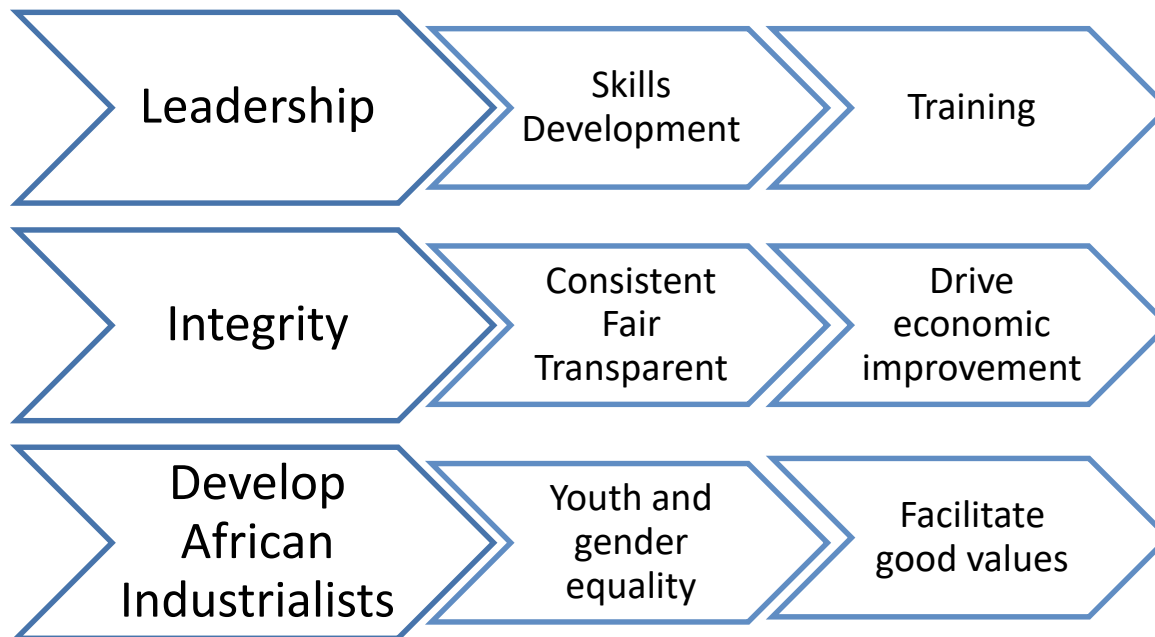 Leadership
Skills
Development
Training
Integrity
Consistent
Fair
Transparent
Drive
economic
improvement
Develop
African
Industrialists
Youth and
gender
equality
Facilitate
good values